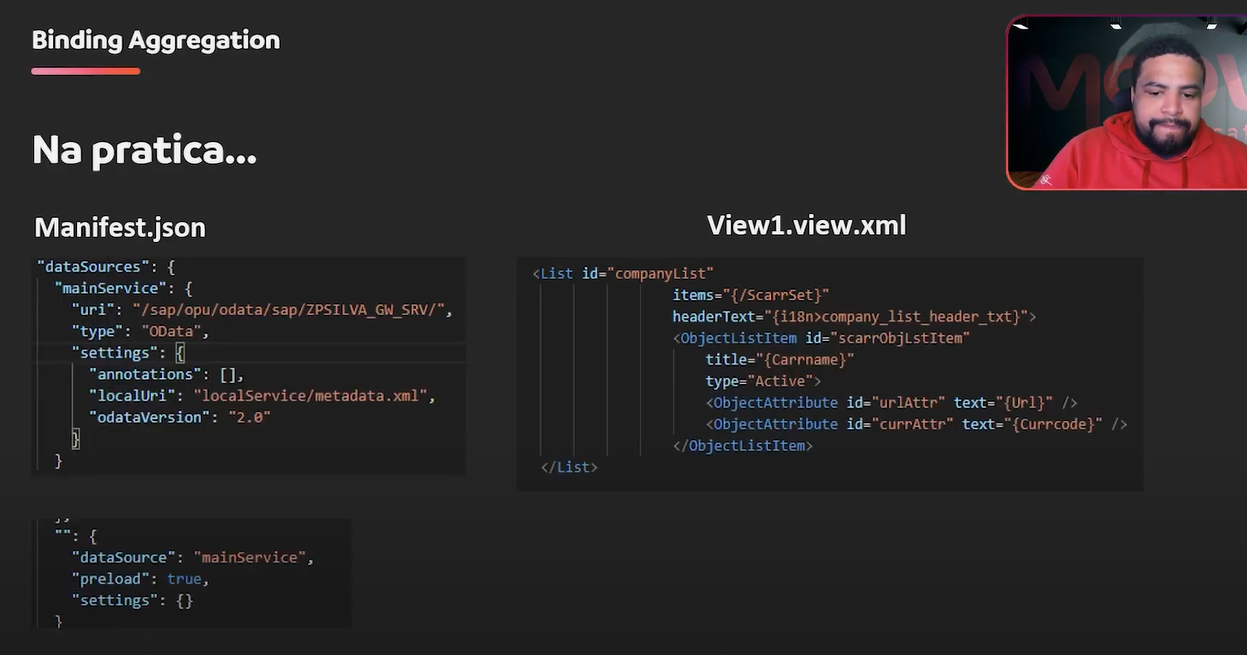 Binding Aggregation
Na pratica...
Manifest.json
"dataSources": {
"mainService": {
"uri": "/sap/opu/odata/sap/ZPSILVA_GW_SRV/",
"type": "OData",
"settings": {
"annotations": [],
"localUri": "localService/metadata.xml",
"odataVersion": "2.0"
}
}
"": {
"dataSource": "mainService",
"preload": true,
"settings": {}
}
View1.view.xml
<List id="companyList"
items="{/ScarrSet}"
headerText="{i18n>company_list_header_txt}">
<ObjectListItem id="scarrObjLstItem"
title="{Carrname}"
type="Active">
<ObjectAttribute id="urlAttr" text="{Url}" />
<ObjectAttribute id="currAttr" text="{Currcode}" />
</ObjectListItem>
</List>